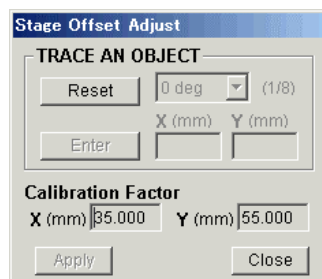 Stage Offset Adjust
TRACE AN OBJECT
Reset 0 deg (1/8)
X (mm) Y (mm)
Enter
Calibration Factor
X (mm) 35.000 Y (mm) 55.000
Apply Close